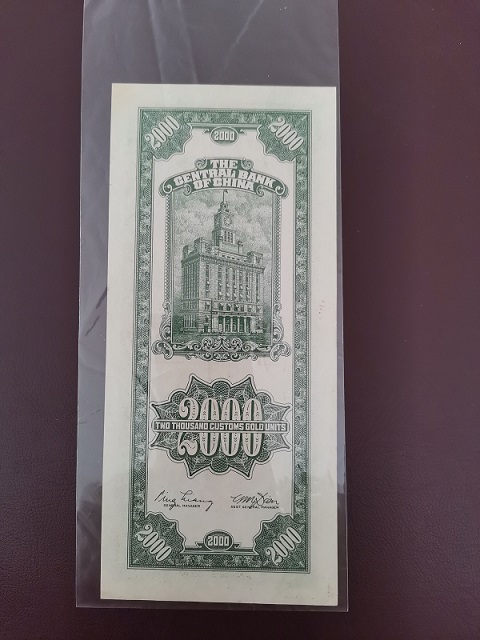 2000 2000 2000
THE
CENTRAL BANK
OF CHINA
2000
TWO THOUSAND CUSTOMS GOLD UNITS
GENERAL MANAGER ASST GENERAL MANAGER
2000 2000 2000